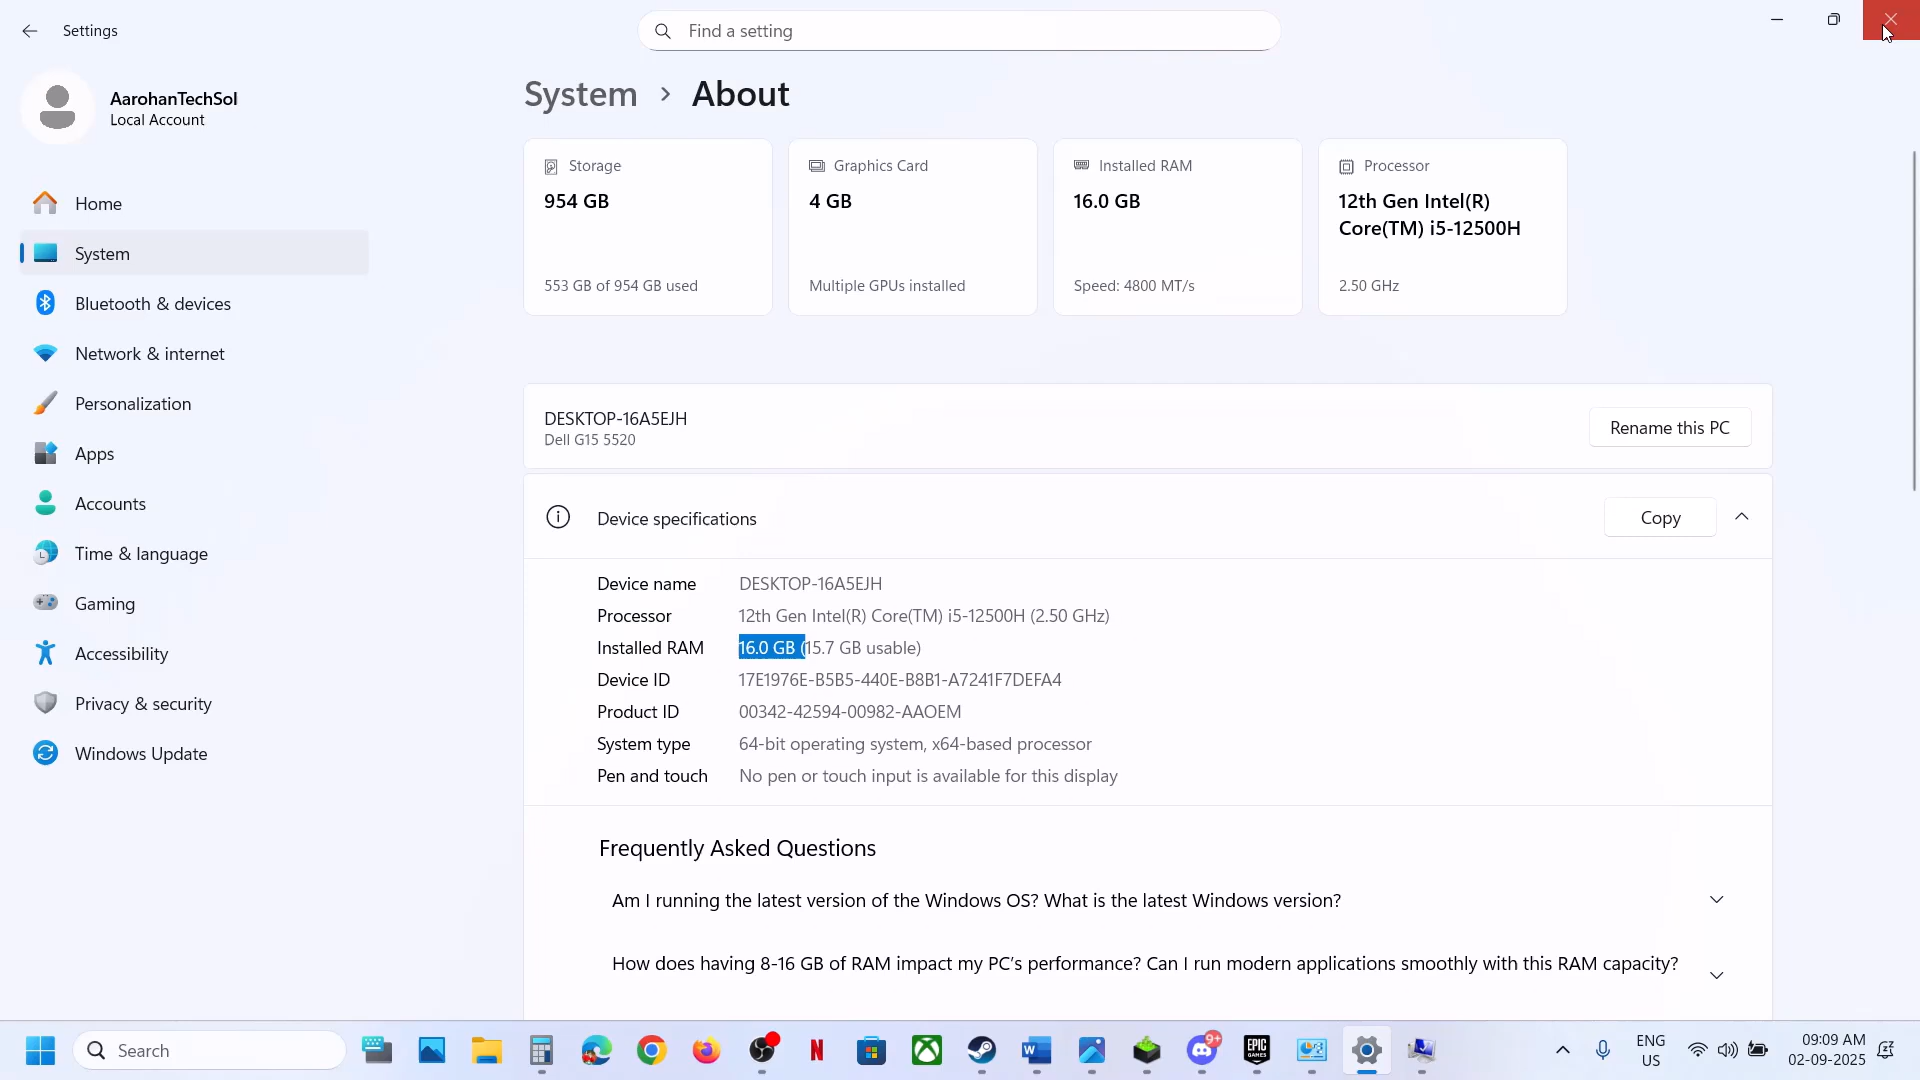 Settings
Find a setting
AarohanTechSol
Local Account
Home
System
Bluetooth & devices
Network & internet
Personalization
Apps
Accounts
Time & language
Gaming
Accessibility
Privacy & security
Windows Update
System > About
Storage
954 GB
553 GB of 954 GB used
Graphics Card
4 GB
Multiple GPUs installed
Installed RAM
16.0 GB
Speed: 4800 MT/s
Processor
12th Gen Intel(R)
Core(TM) i5-12500H
2.50 GHz
DESKTOP-16A5EJH
Dell G15 5520
Rename this PC
Device specifications
Copy
Device name DESKTOP-16A5EJH
Processor 12th Gen Intel(R) Core(TM) i5-12500H (2.50 GHz)
Installed RAM 16.0 GB (15.7 GB usable)
Device ID 17E1976E-B5B5-440E-B8B1-A7241F7DEFA4
Product ID 00342-42594-00982-AAOEM
System type 64-bit operating system, x64-based processor
Pen and touch No pen or touch input is available for this display
Frequently Asked Questions
Am I running the latest version of the Windows OS? What is the latest Windows version?
How does having 8-16 GB of RAM impact my PC's performance? Can I run modern applications smoothly with this RAM capacity?
Search
N
W
9+
EPIC
GAMES
ENG
US
09:09 AM
02-09-2025